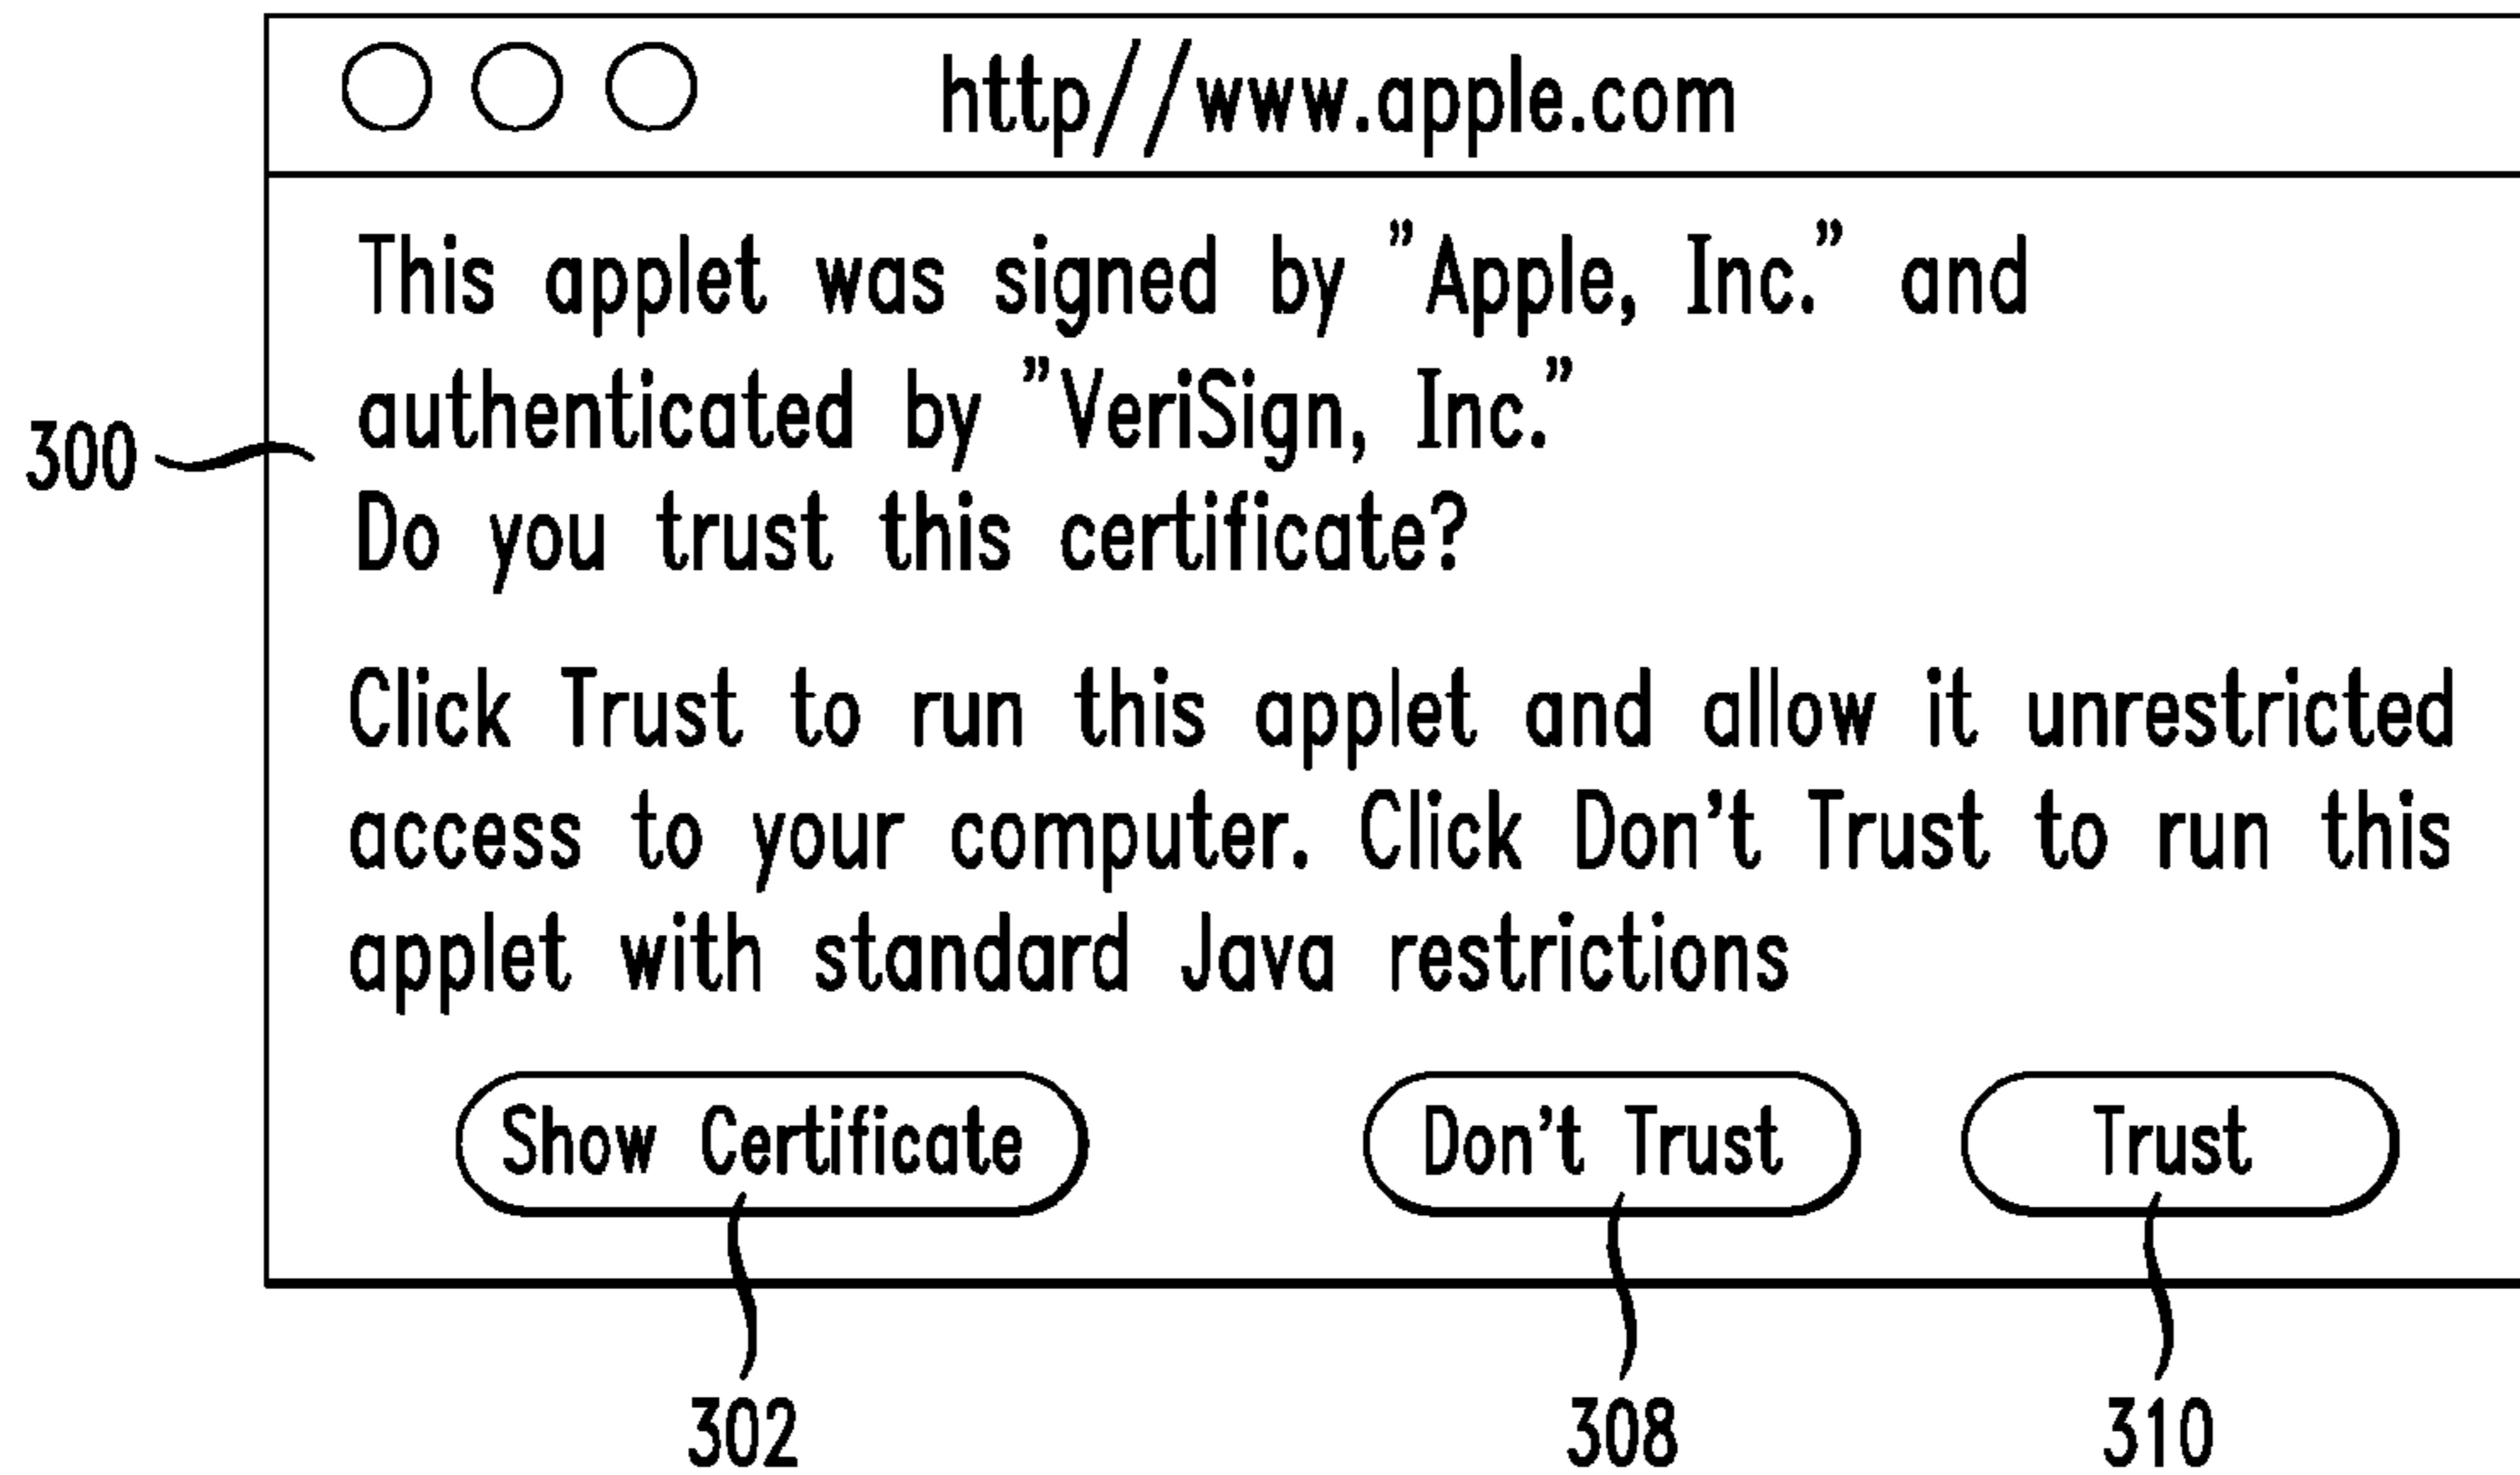 http//www.apple.com
This applet was signed by "Apple, Inc." and
authenticated by "VeriSign, Inc."
300
Do you trust this certificate?
Click Trust to run this applet and allow it unrestricted
access to your computer. Click Don't Trust to run this
applet with standard Java restrictions
Show Certificate Don't Trust Trust
302 308 310